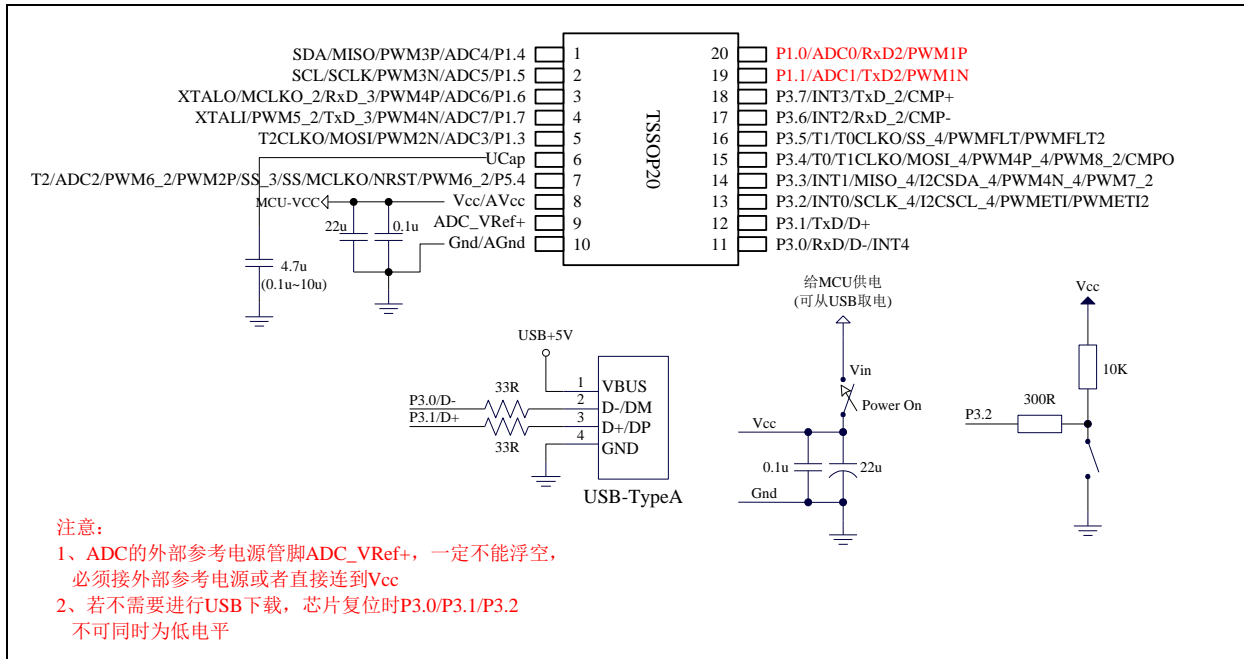 SDA/MISO/PWM3P/ADC4/P1.4 1
SCL/SCLK/PWM3N/ADC5/P1.5 2
XTALO/MCLKO_2/RxD_3/PWM4P/ADC6/P1.6 3
XTALI/PWM5_2/TxD_3/PWM4N/ADC7/P1.7 4
T2CLKO/MOSI/PWM2N/ADC3/P1.3 5
UCap 6
T2/ADC2/PWM6_2/PWM2P/SS_3/SS/MCLKO/NRST/PWM6_2/P5.4 7
MCU-VCC Vcc/AVcc 8
ADC_VRef+ 9
Gnd/AGnd 10
22u 0.1u
4.7u
(0.1u~10u)
TSSOP20
20 P1.0/ADC0/RxD2/PWM1P
19 P1.1/ADC1/TxD2/PWM1N
18 P3.7/INT3/TxD_2/CMP+
17 P3.6/INT2/RxD_2/CMP-
16 P3.5/T1/T0CLKO/SS_4/PWMFLT/PWMFLT2
15 P3.4/T0/T1CLKO/MOSI_4/PWM4P_4/PWM8_2/CMPO
14 P3.3/INT1/MISO_4/I2CSDA_4/PWM4N_4/PWM7_2
13 P3.2/INT0/SCLK_4/I2CSCL_4/PWMETI/PWMETI2
12 P3.1/TxD/D+
11 P3.0/RxD/D-/INT4
USB+5V
33R
P3.0/D-
P3.1/D+
33R
1 VBUS
2 D-/DM
3 D+/DP
4 GND
USB-TypeA
给MCU供电
(可从USB取电)
Vin
Power On
Vcc
0.1u 22u
Gnd
Vcc
10K
300R
P3.2
注意：
1、ADC的外部参考电源管脚ADC_VRef+，一定不能浮空，
必须接外部参考电源或者直接连到Vcc
2、若不需要进行USB下载，芯片复位时P3.0/P3.1/P3.2
不可同时为低电平